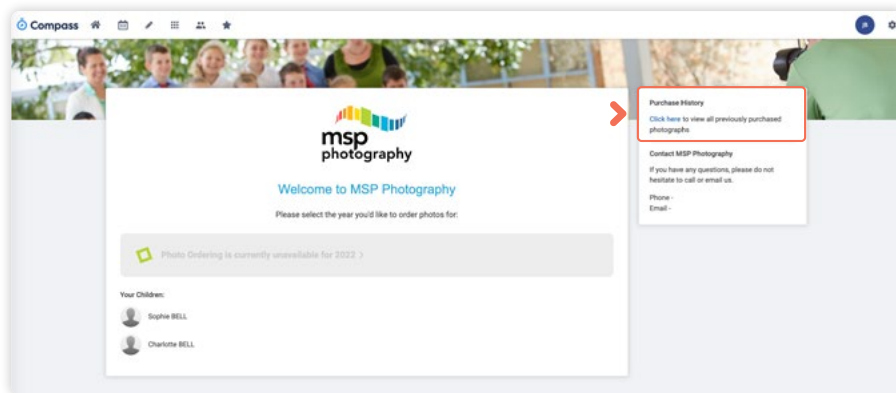 Compass
msp
photography
Welcome to MSP Photography
Please select the year you'd like to order photos for:
Photo Ordering is currently unavailable for 2022 >
Your Children:
Sophie BELL
Charlotte BELL
Purchase History
Click here to view all previously purchased
photographs
Contact MSP Photography
If you have any questions, please do not
hesitate to call or email us.
Phone -
Email -